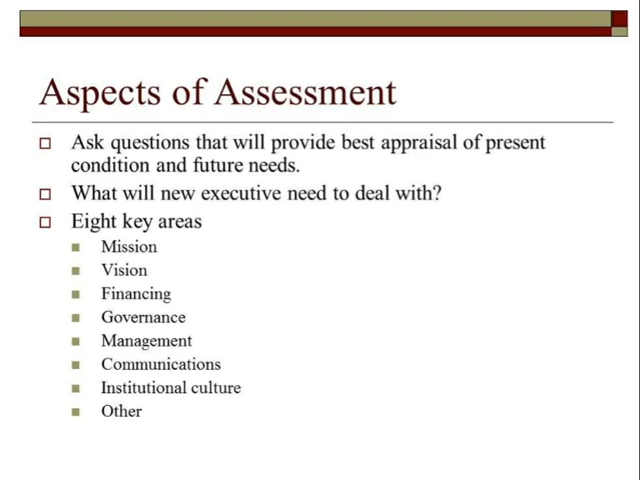 Aspects of Assessment
Ask questions that will provide best appraisal of present
condition and future needs.
What will new executive need to deal with?
Eight key areas
Mission
Vision
Financing
Governance
Management
Communications
Institutional culture
Other